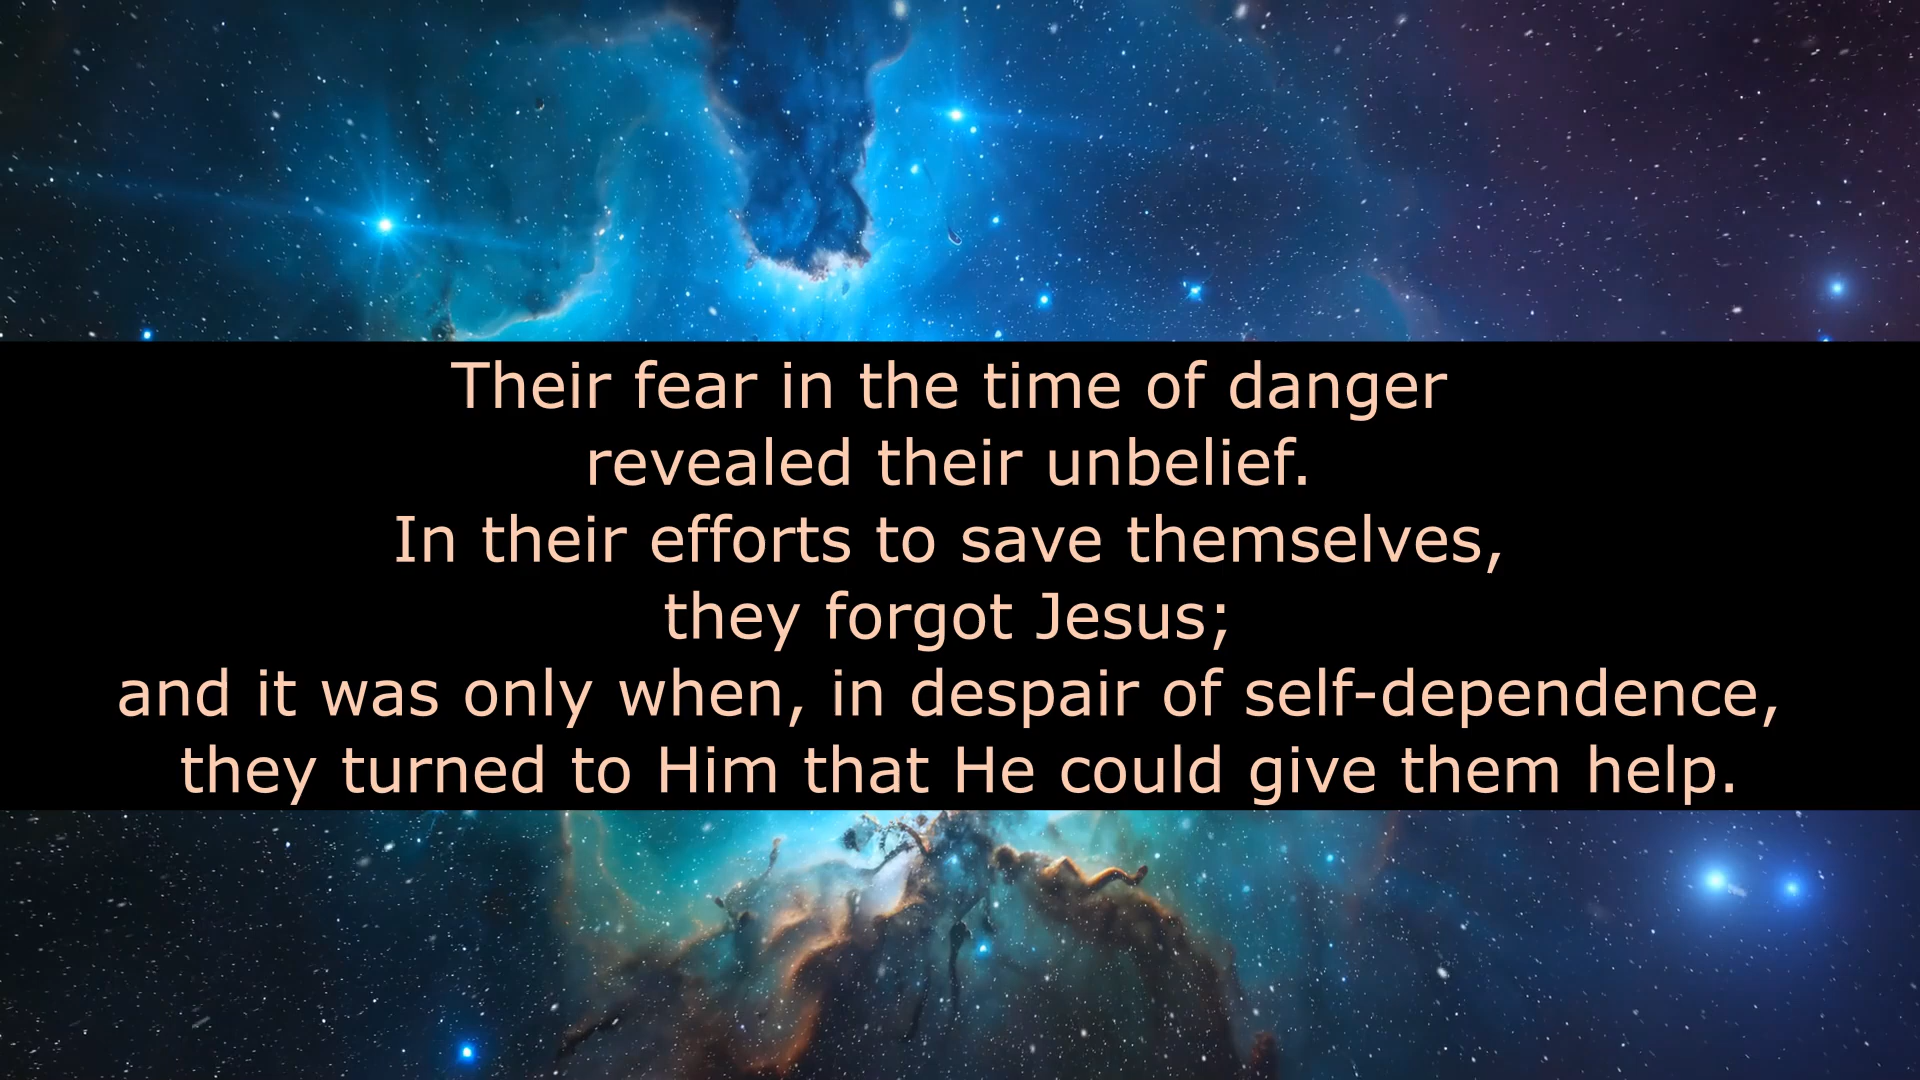 Their fear in the time of danger
revealed their unbelief.
In their efforts to save themselves,
they forgot Jesus;
and it was only when, in despair of self-dependence,
they turned to Him that He could give them help.